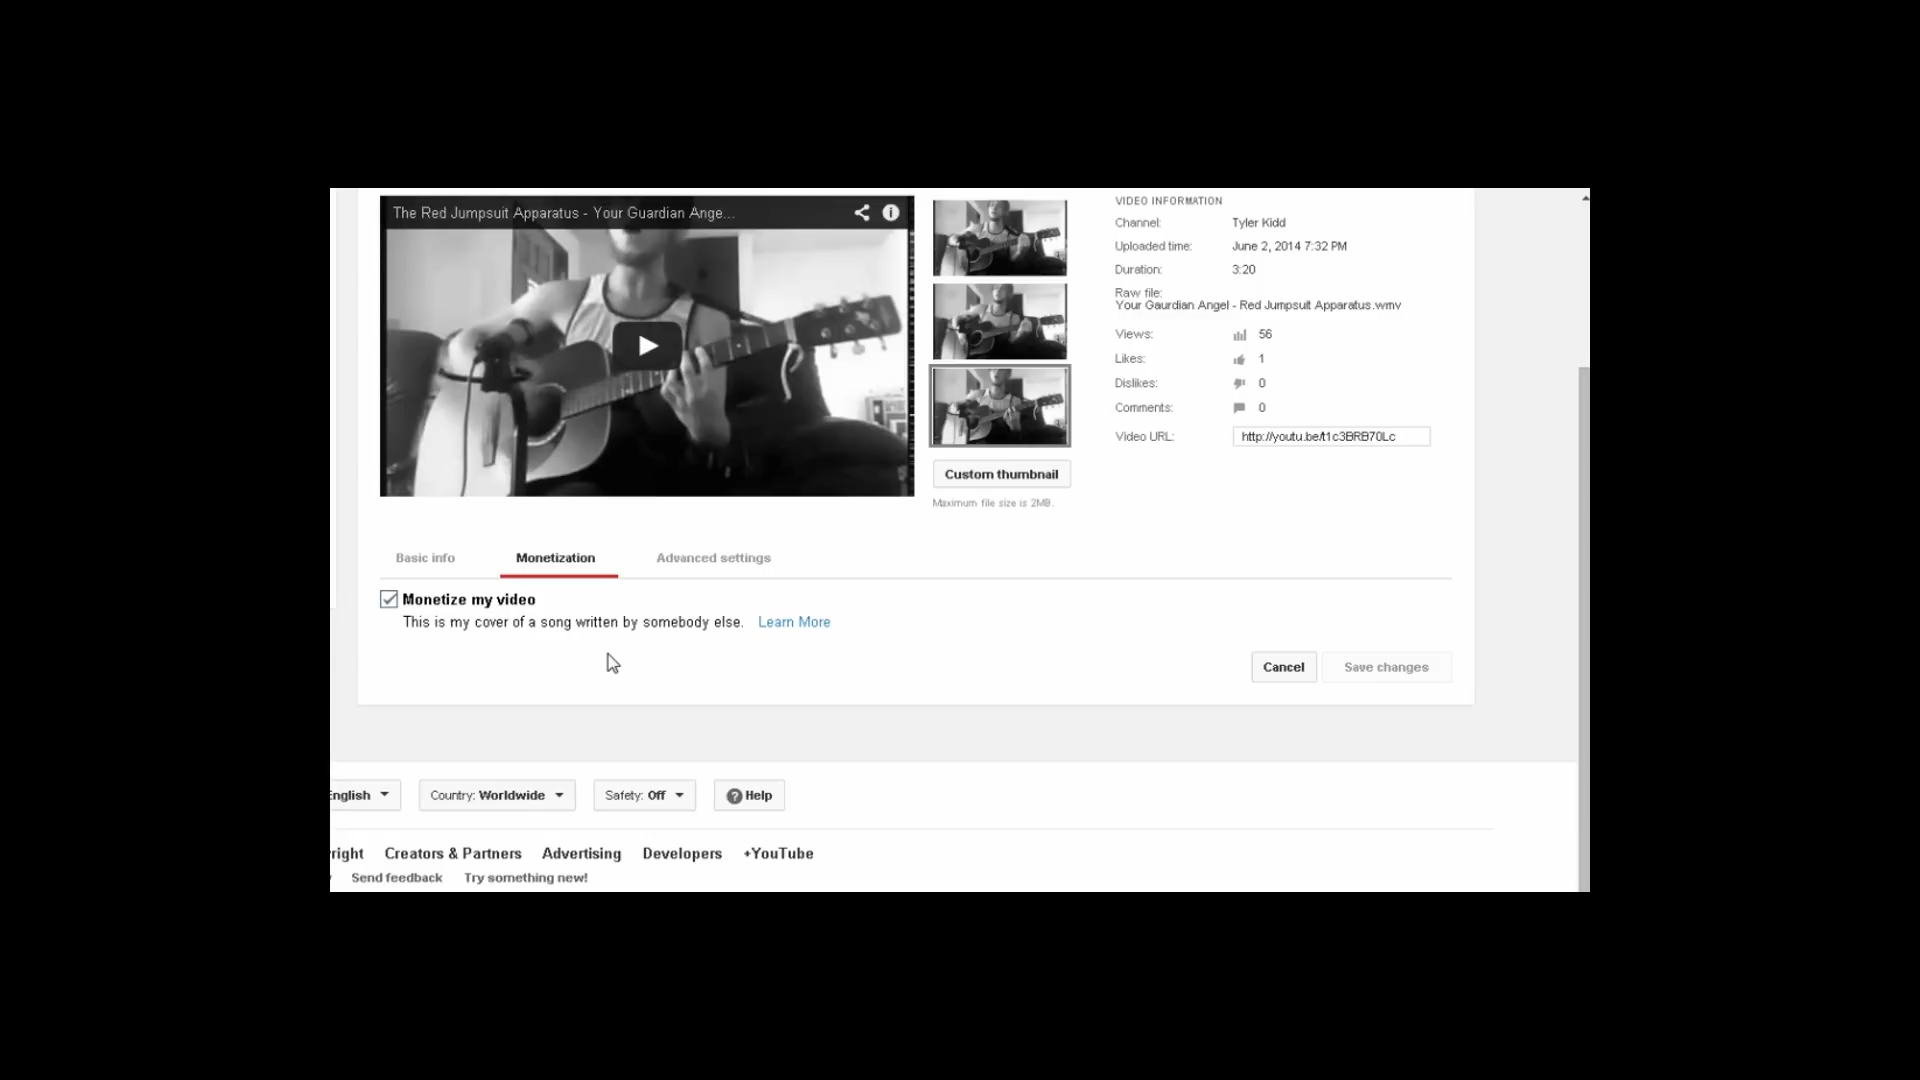 The Red Jumpsuit Apparatus - Your Guardian Ange...
VIDEO INFORMATION
Channel: Tyler Kidd
Uploaded time: June 2, 2014 7:32 PM
Duration: 3:20
Raw file:
Your Gaurdian Angel - Red Jumpsuit Apparatus.wmv
Views: 56
Likes: 1
Dislikes: 0
Comments: 0
Video URL: http://youtu.be/t1c3BRB70Lc
Custom thumbnail
Maximum file size is 2MB.
Basic info Monetization Advanced settings
Monetize my video
This is my cover of a song written by somebody else. Learn More
Cancel Save changes
English Country: Worldwide Safety: Off Help
right Creators & Partners Advertising Developers +YouTube
Send feedback Try something new!